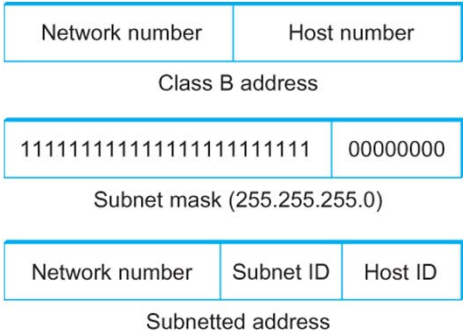 Network number Host number
Class B address
111111111111111111111111 00000000
Subnet mask (255.255.255.0)
Network number Subnet ID Host ID
Subnetted address